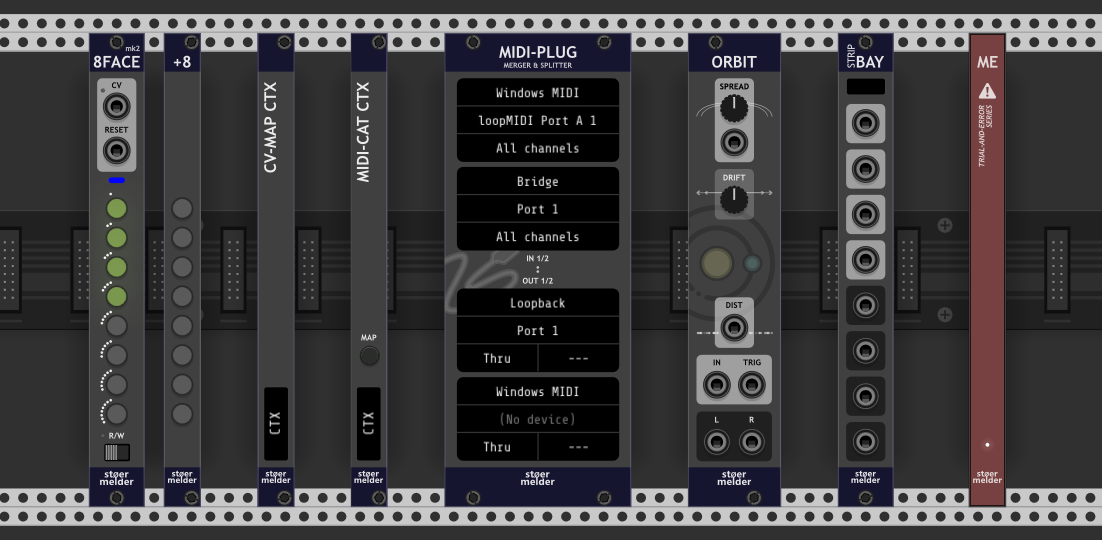 8FACE
mk2
CV
RESET
R/W
støer
melder
+8
støer
melder
CV-MAP CTX
CTX
støer
melder
MIDI-CAT CTX
MAP
CTX
støer
melder
MIDI-PLUG
MERGER & SPLITTER
Windows MIDI
loopMIDI Port A 1
All channels
Bridge
Port 1
All channels
IN 1/2
:
OUT 1/2
Loopback
Port 1
Thru ---
Windows MIDI
(No device)
Thru ---
støer
melder
ORBIT
SPREAD
DRIFT
DIST
IN TRIG
L R
støer
melder
STRIP
BAY
støer
melder
ME
TRIAL-AND-ERROR
SERIES
støer
melder